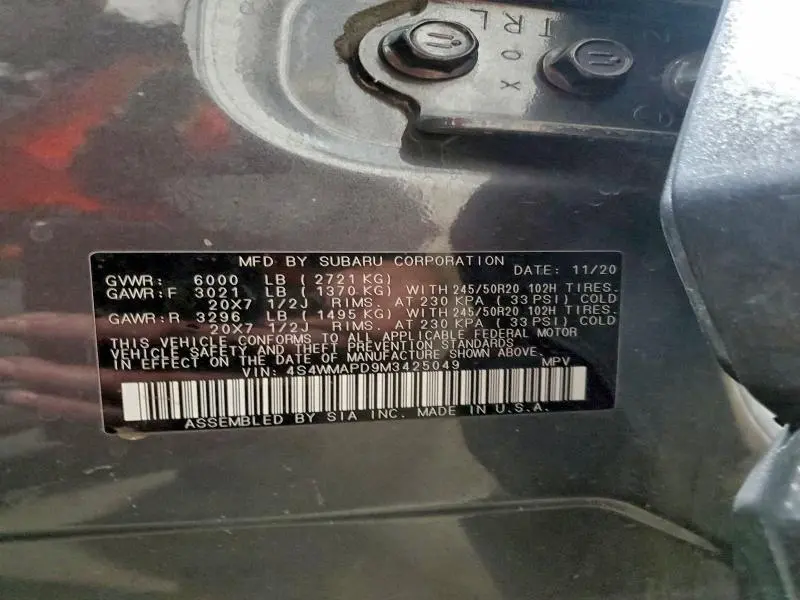 TRL
XO
MFD BY SUBARU CORPORATION DATE: 11/20
GVWR: 6000 LB ( 2721 KG)
GAWR: F 3021 LB ( 1370 KG) WITH 245/50R20 102H TIRES.
20X7 1/2J RIMS. AT 230 KPA ( 33 PSI) COLD
GAWR: R 3296 LB ( 1495 KG) WITH 245/50R20 102H TIRES.
20X7 1/2J RIMS. AT 230 KPA ( 33 PSI) COLD
THIS VEHICLE CONFORMS TO ALL APPLICABLE FEDERAL MOTOR
VEHICLE SAFETY AND THEFT PREVENTION STANDARDS
IN EFFECT ON THE DATE OF MANUFACTURE SHOWN ABOVE.
VIN: 4S4WMAPD9M3425049 MPV
ASSEMBLED BY SIA INC. MADE IN U.S.A.